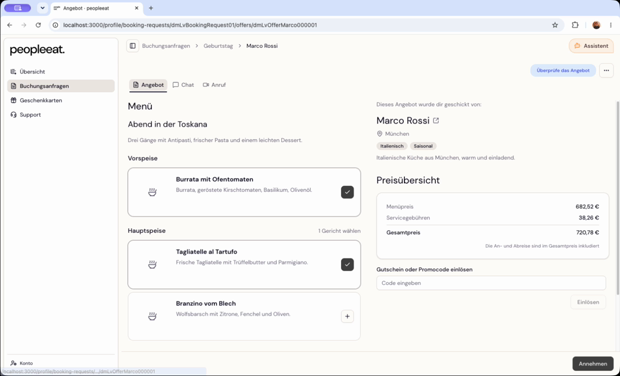 Angebot · peopleeat.
localhost:3000/profile/booking-requests/dmLvBookingRequest01/offers/dmLvOfferMarco000001
peopleeat.
Übersicht
Buchungsanfragen
Geschenkkarten
Support
Konto
Buchungsanfragen > Geburtstag > Marco Rossi
Assistent
Überprüfe das Angebot
Angebot
Chat
Anruf
Menü
Abend in der Toskana
Drei Gänge mit Antipasti, frischer Pasta und einem leichten Dessert.
Vorspeise
Burrata mit Ofentomaten
Burrata, geröstete Kirschtomaten, Basilikum, Olivenöl.
Hauptspeise
1 Gericht wählen
Tagliatelle al Tartufo
Frische Tagliatelle mit Trüffelbutter und Parmigiano.
Branzino vom Blech
Wolfsbarsch mit Zitrone, Fenchel und Oliven.
Dieses Angebot wurde dir geschickt von:
Marco Rossi
München
Italienisch
Saisonal
Italienische Küche aus München, warm und einladend.
Preisübersicht
Menüpreis 682,52 €
Servicegebühren 38,26 €
Gesamtpreis 720,78 €
Die An- und Abreise sind im Gesamtpreis inkludiert
Gutschein oder Promocode einlösen
Code eingeben
Einlösen
Annehmen